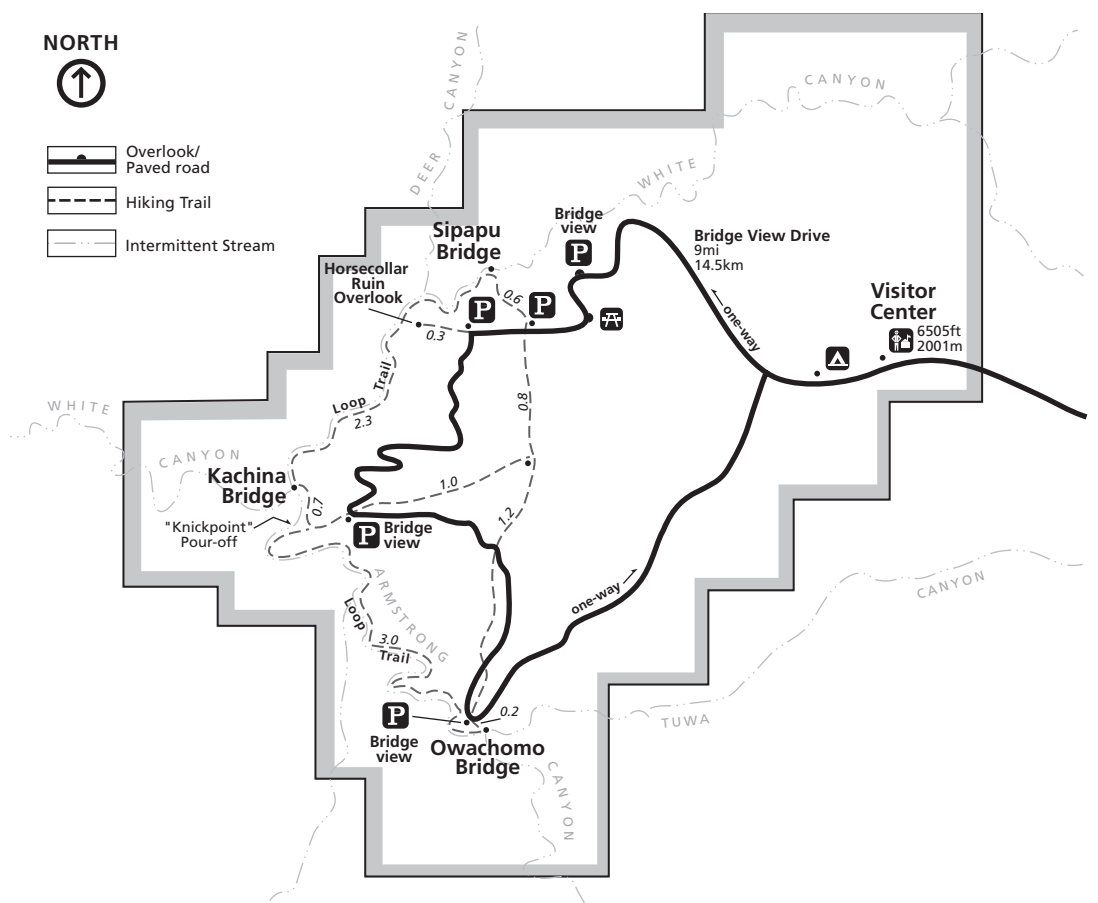 NORTH
Overlook/
Paved road
Hiking Trail
Intermittent Stream
DEER CANYON
WHITE
CANYON
Sipapu
Bridge
Bridge
view
P
Bridge View Drive
9mi
14.5km
Horsecollar
Ruin
Overlook
P
P
0.6
0.3
one-way
Visitor
Center
6505ft
2001m
Loop Trail
2.3
0.8
WHITE
CANYON
Kachina
Bridge
0.7
1.0
"Knickpoint"
Pour-off
P
Bridge
view
1.2
ARMSTRONG
Loop
3.0
Trail
one-way
CANYON
TUWA
P
0.2
Bridge
view
Owachomo
Bridge
CANYON